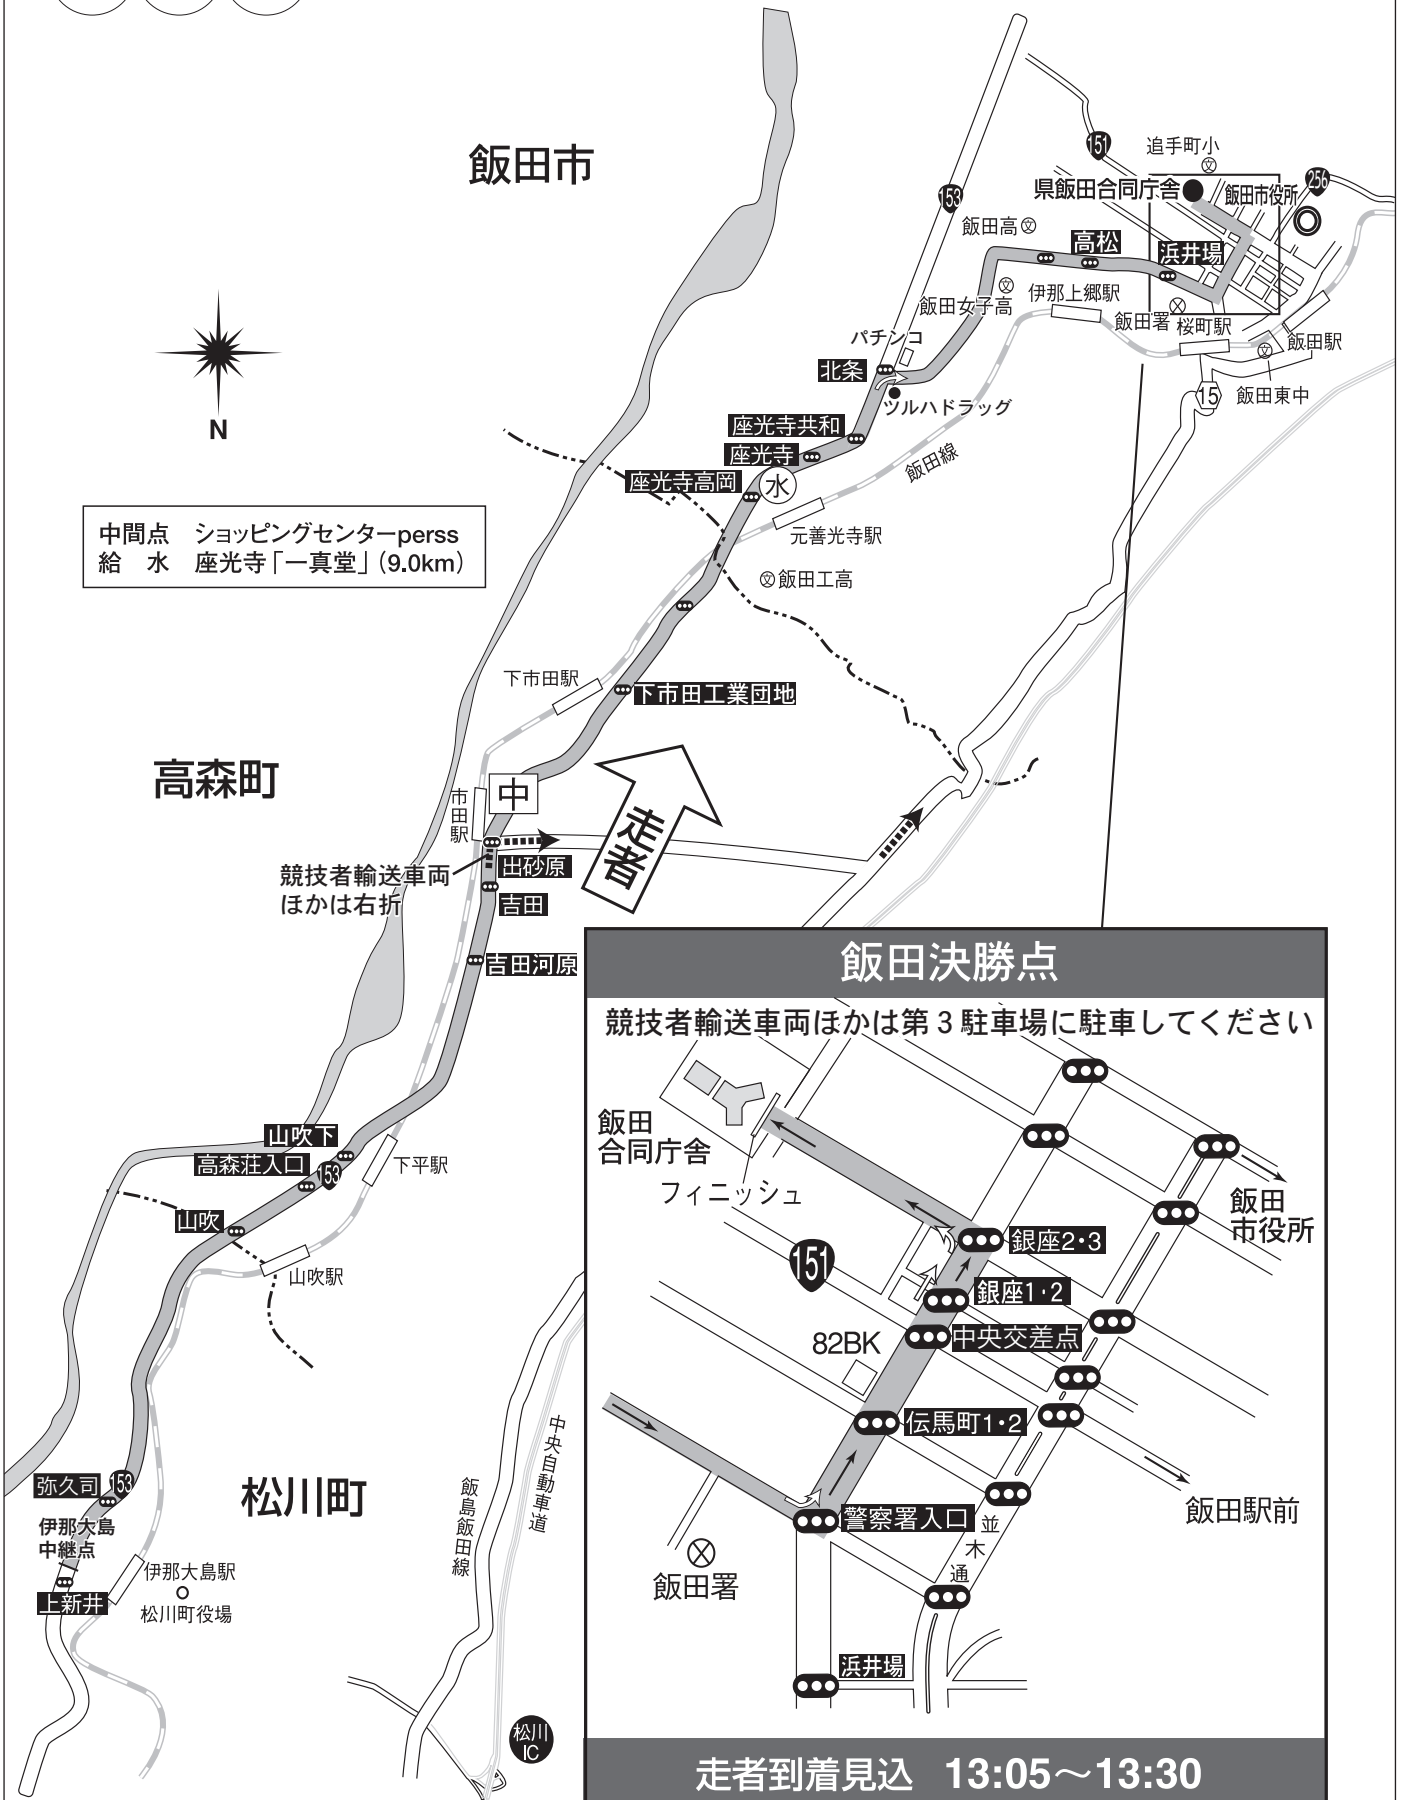 飯田市
151
追手町小
文
県飯田合同庁舎
飯田市役所
256
153
飯田高
文
高松
浜井場
飯田女子高
文
伊那上郷駅
飯田署
桜町駅
飯田駅
文
飯田東中
15
パチンコ
北条
ツルハドラッグ
座光寺共和
座光寺
座光寺高岡
水
飯田線
元善光寺駅
文飯田工高
N
中間点 ショッピングセンターperss
給 水 座光寺「一真堂」(9.0km)
下市田駅
下市田工業団地
高森町
市田駅
中
走者
競技者輸送車両
ほかは右折
出砂原
吉田
吉田河原
山吹下
高森荘入口
153
下平駅
山吹
山吹駅
弥久司
153
松川町
伊那大島
中継点
上新井
伊那大島駅
松川町役場
飯島飯田線
中央自動車道
松川
IC
飯田決勝点
競技者輸送車両ほかは第3駐車場に駐車してください
飯田
合同庁舎
フィニッシュ
飯田
市役所
銀座2・3
151
銀座1・2
82BK
中央交差点
伝馬町1・2
飯田駅前
警察署入口
並木通
飯田署
浜井場
走者到着見込 13:05〜13:30